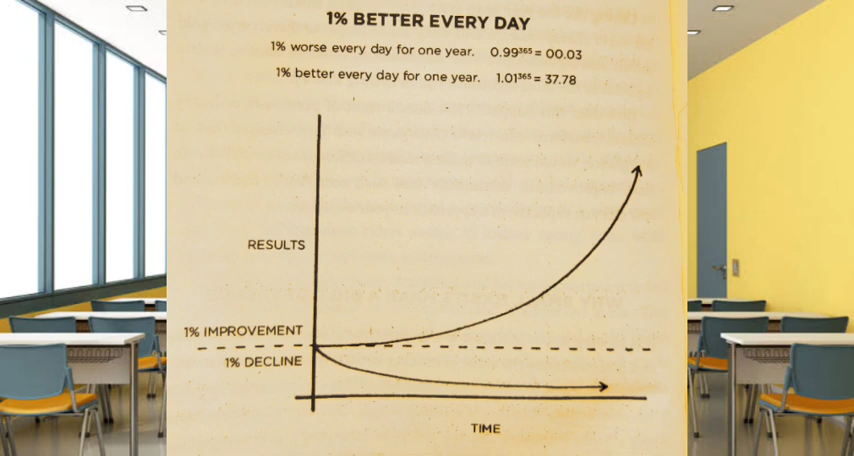 1% BETTER EVERY DAY
1% worse every day for one year. 0.99³⁶⁵ = 00.03
1% better every day for one year. 1.01³⁶⁵ = 37.78
RESULTS
1% IMPROVEMENT
1% DECLINE
TIME